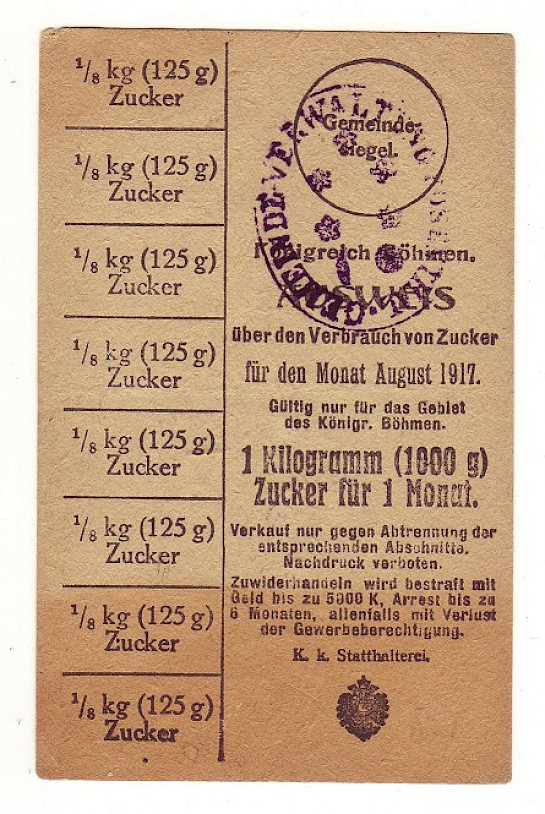 1/8 kg (125 g)
Zucker
1/8 kg (125 g)
Zucker
1/8 kg (125 g)
Zucker
1/8 kg (125 g)
Zucker
1/8 kg (125 g)
Zucker
1/8 kg (125 g)
Zucker
1/8 kg (125 g)
Zucker
1/8 kg (125 g)
Zucker
Gemeinde-
siegel.
GEMEINDE-VERWALTUNG
Königreich Böhmen.
AUSWEIS
über den Verbrauch von Zucker
für den Monat August 1917.
Gültig nur für das Gebiet
des Königr. Böhmen.
1 Kilogramm (1000 g)
Zucker für 1 Monat.
Verkauf nur gegen Abtrennung der
entsprechenden Abschnitte.
Nachdruck verboten.
Zuwiderhandeln wird bestraft mit
Geld bis zu 5000 K, Arrest bis zu
6 Monaten, allenfalls mit Verlust
der Gewerbeberechtigung.
K. k. Statthalterei.